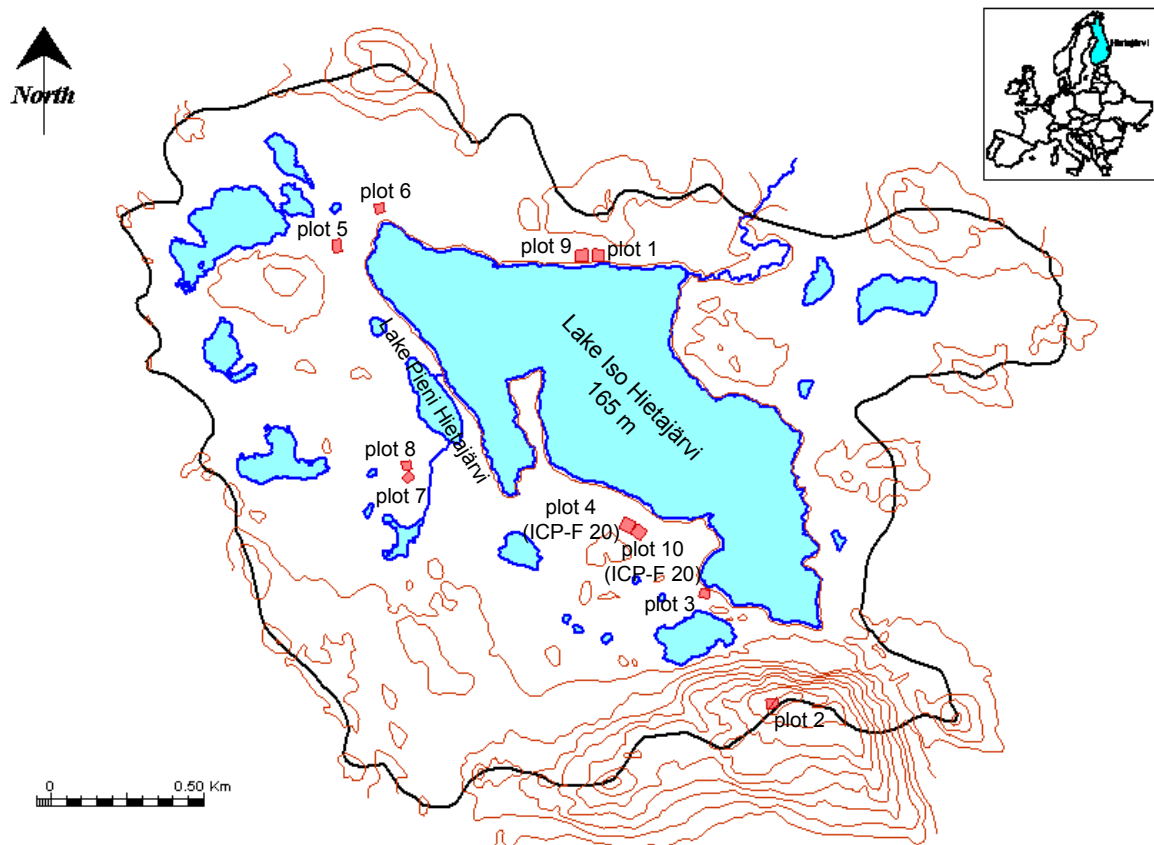 North
Hietajärvi
plot 6
plot 5
plot 9
plot 1
Lake Iso Hietajärvi
165 m
Lake Pieni Hietajärvi
plot 8
plot 7
plot 4
(ICP-F 20)
plot 10
(ICP-F 20)
plot 3
plot 2
0
0.50 Km